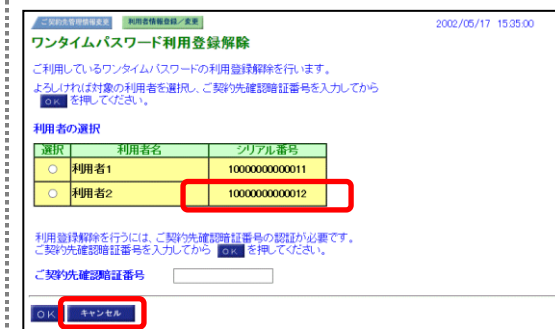 ご契約先管理情報変更 利用者情報登録／変更 2002/05/17 15:35:00
ワンタイムパスワード利用登録解除
ご利用しているワンタイムパスワードの利用登録解除を行います。
よろしければ対象の利用者を選択し、ご契約先確認暗証番号を入力してから
OK を押してください。
利用者の選択
選択 利用者名 シリアル番号
利用者1 10000000000011
利用者2 10000000000012
利用登録解除を行うには、ご契約先確認暗証番号の認証が必要です。
ご契約先確認暗証番号を入力してから OK を押してください。
ご契約先確認暗証番号
OK キャンセル